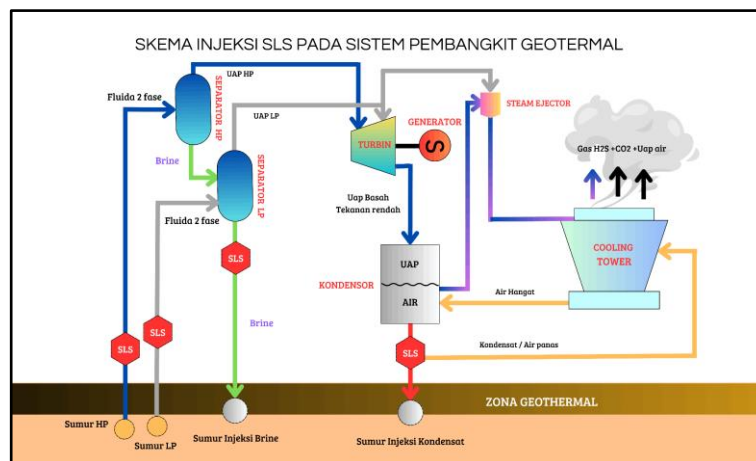 SKEMA INJEKSI SLS PADA SISTEM PEMBANGKIT GEOTERMAL
UAP HP
Fluida 2 fase
SEPARATOR HP
UAP LP
STEAM EJECTOR
GENERATOR
TURBIN
S
Gas H2S +CO2 +Uap air
Brine
SEPARATOR LP
Fluida 2 fase
Uap Basah
Tekanan rendah
COOLING
TOWER
SLS
UAP
KONDENSOR
AIR
Air Hangat
Brine
SLS
SLS
SLS
Kondensat / Air panas
ZONA GEOTHERMAL
Sumur HP
Sumur LP
Sumur Injeksi Brine
Sumur Injeksi Kondensat